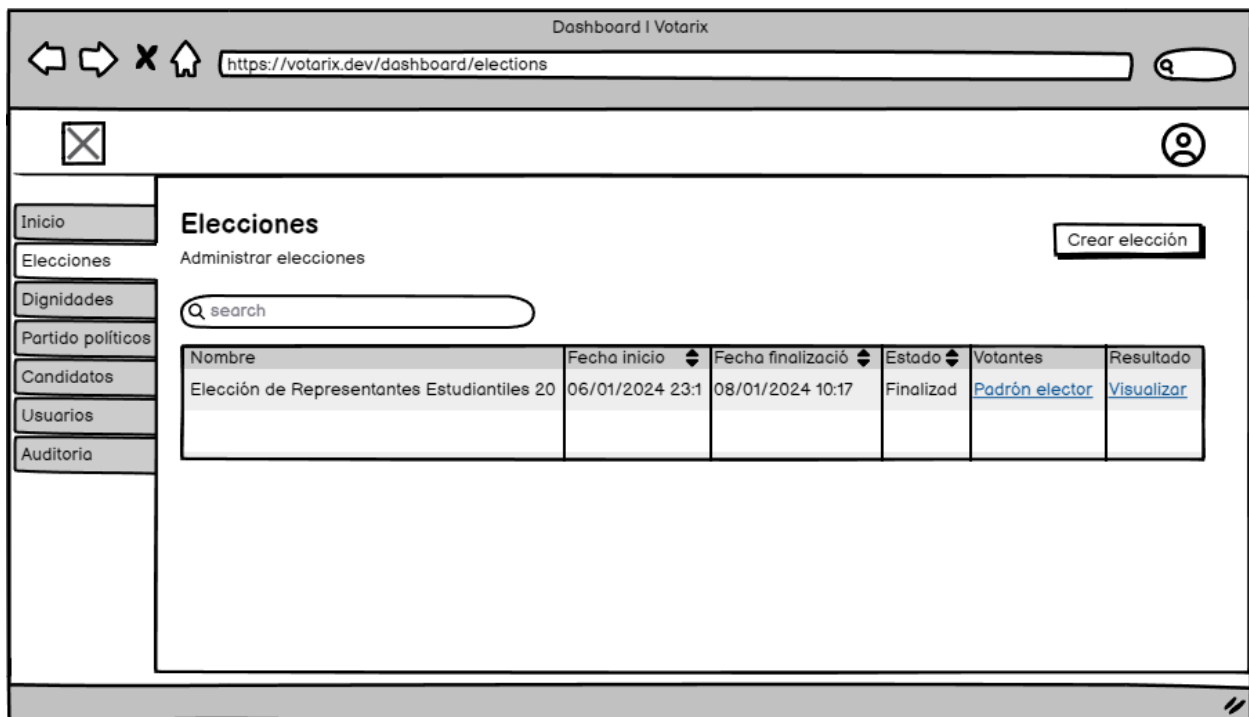 Dashboard | Votarix
https://votarix.dev/dashboard/elections
Inicio
Elecciones
Dignidades
Partido políticos
Candidatos
Usuarios
Auditoria
Elecciones
Administrar elecciones
Crear elección
search
Nombre Fecha inicio Fecha finalizació Estado Votantes Resultado
Elección de Representantes Estudiantiles 20 06/01/2024 23:1 08/01/2024 10:17 Finalizad Padrón elector Visualizar